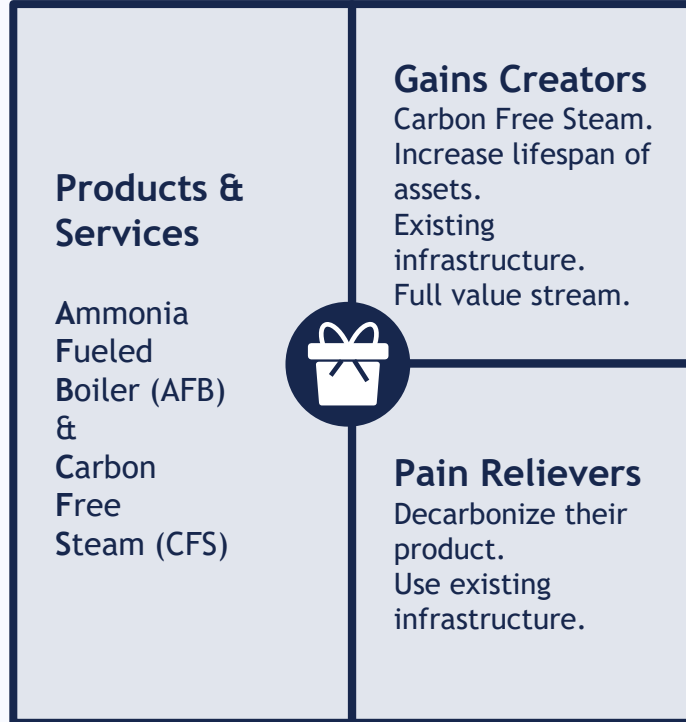 Products &
Services
Ammonia
Fueled
Boiler (AFB)
&
Carbon
Free
Steam (CFS)
Gains Creators
Carbon Free Steam.
Increase lifespan of
assets.
Existing
infrastructure.
Full value stream.
Pain Relievers
Decarbonize their
product.
Use existing
infrastructure.